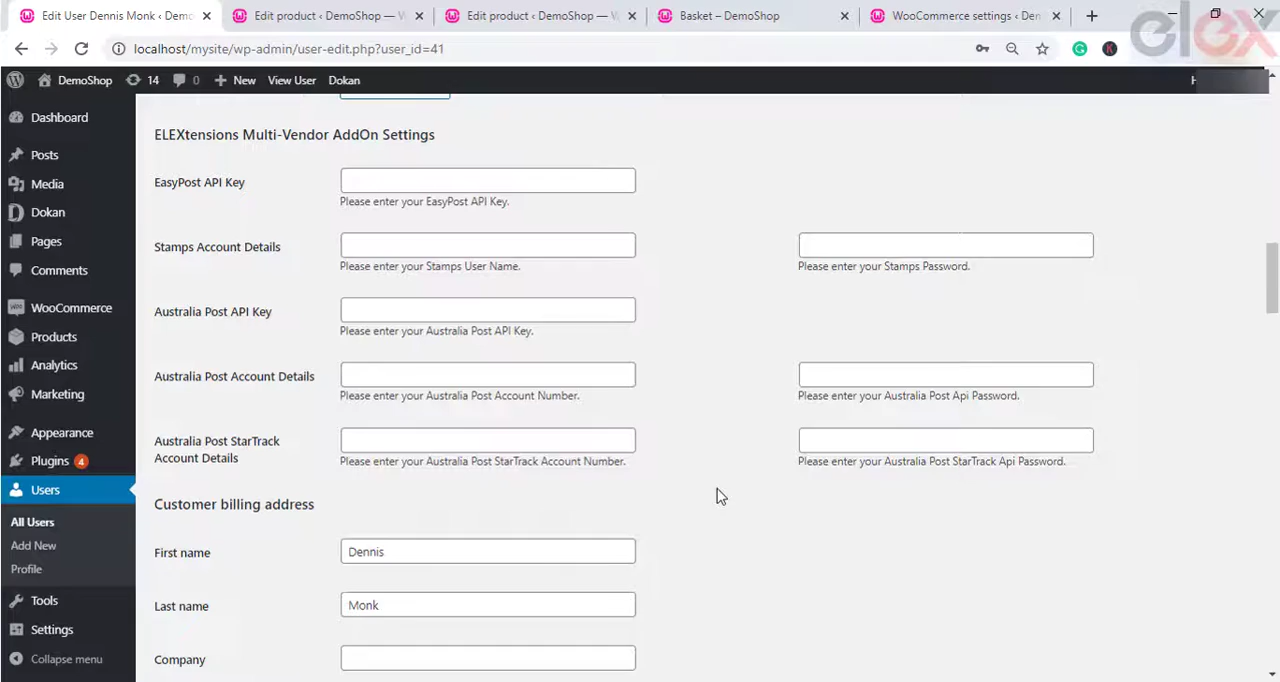 Edit User Dennis Monk ‹ Demo
Edit product ‹ DemoShop — W
Edit product ‹ DemoShop — W
Basket – DemoShop
WooCommerce settings ‹ Den
elex
localhost/mysite/wp-admin/user-edit.php?user_id=41
DemoShop
14
0
New
View User
Dokan
H
Dashboard
Posts
Media
Dokan
Pages
Comments
WooCommerce
Products
Analytics
Marketing
Appearance
Plugins 4
Users
All Users
Add New
Profile
Tools
Settings
Collapse menu
ELEXtensions Multi-Vendor AddOn Settings
EasyPost API Key
Please enter your EasyPost API Key.
Stamps Account Details
Please enter your Stamps User Name.
Please enter your Stamps Password.
Australia Post API Key
Please enter your Australia Post API Key.
Australia Post Account Details
Please enter your Australia Post Account Number.
Please enter your Australia Post Api Password.
Australia Post StarTrack
Account Details
Please enter your Australia Post StarTrack Account Number.
Please enter your Australia Post StarTrack Api Password.
Customer billing address
First name
Dennis
Last name
Monk
Company